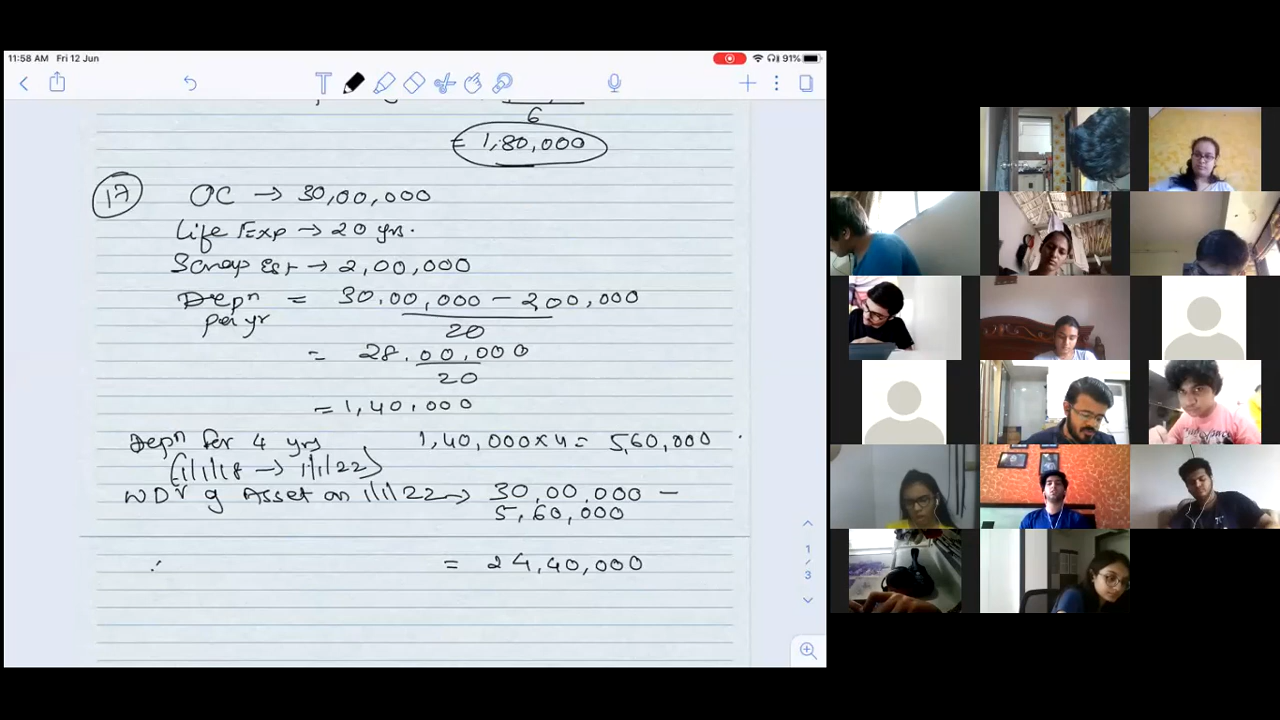 11:58 AM Fri 12 Jun
91%
T
6
= 1,80,000
17 OC → 30,00,000
Life Exp → 20 yrs.
Scrap Est → 2,00,000
Depn per yr = 30,00,000 - 2,00,000
20
= 28,00,000
20
= 1,40,000
Depn for 4 yrs 1,40,000 x 4 = 5,60,000
(1/1/18 → 1/1/22)
WDV of Asset on 1/1/22 → 30,00,000 -
5,60,000
∴ = 24,40,000
1
/
3